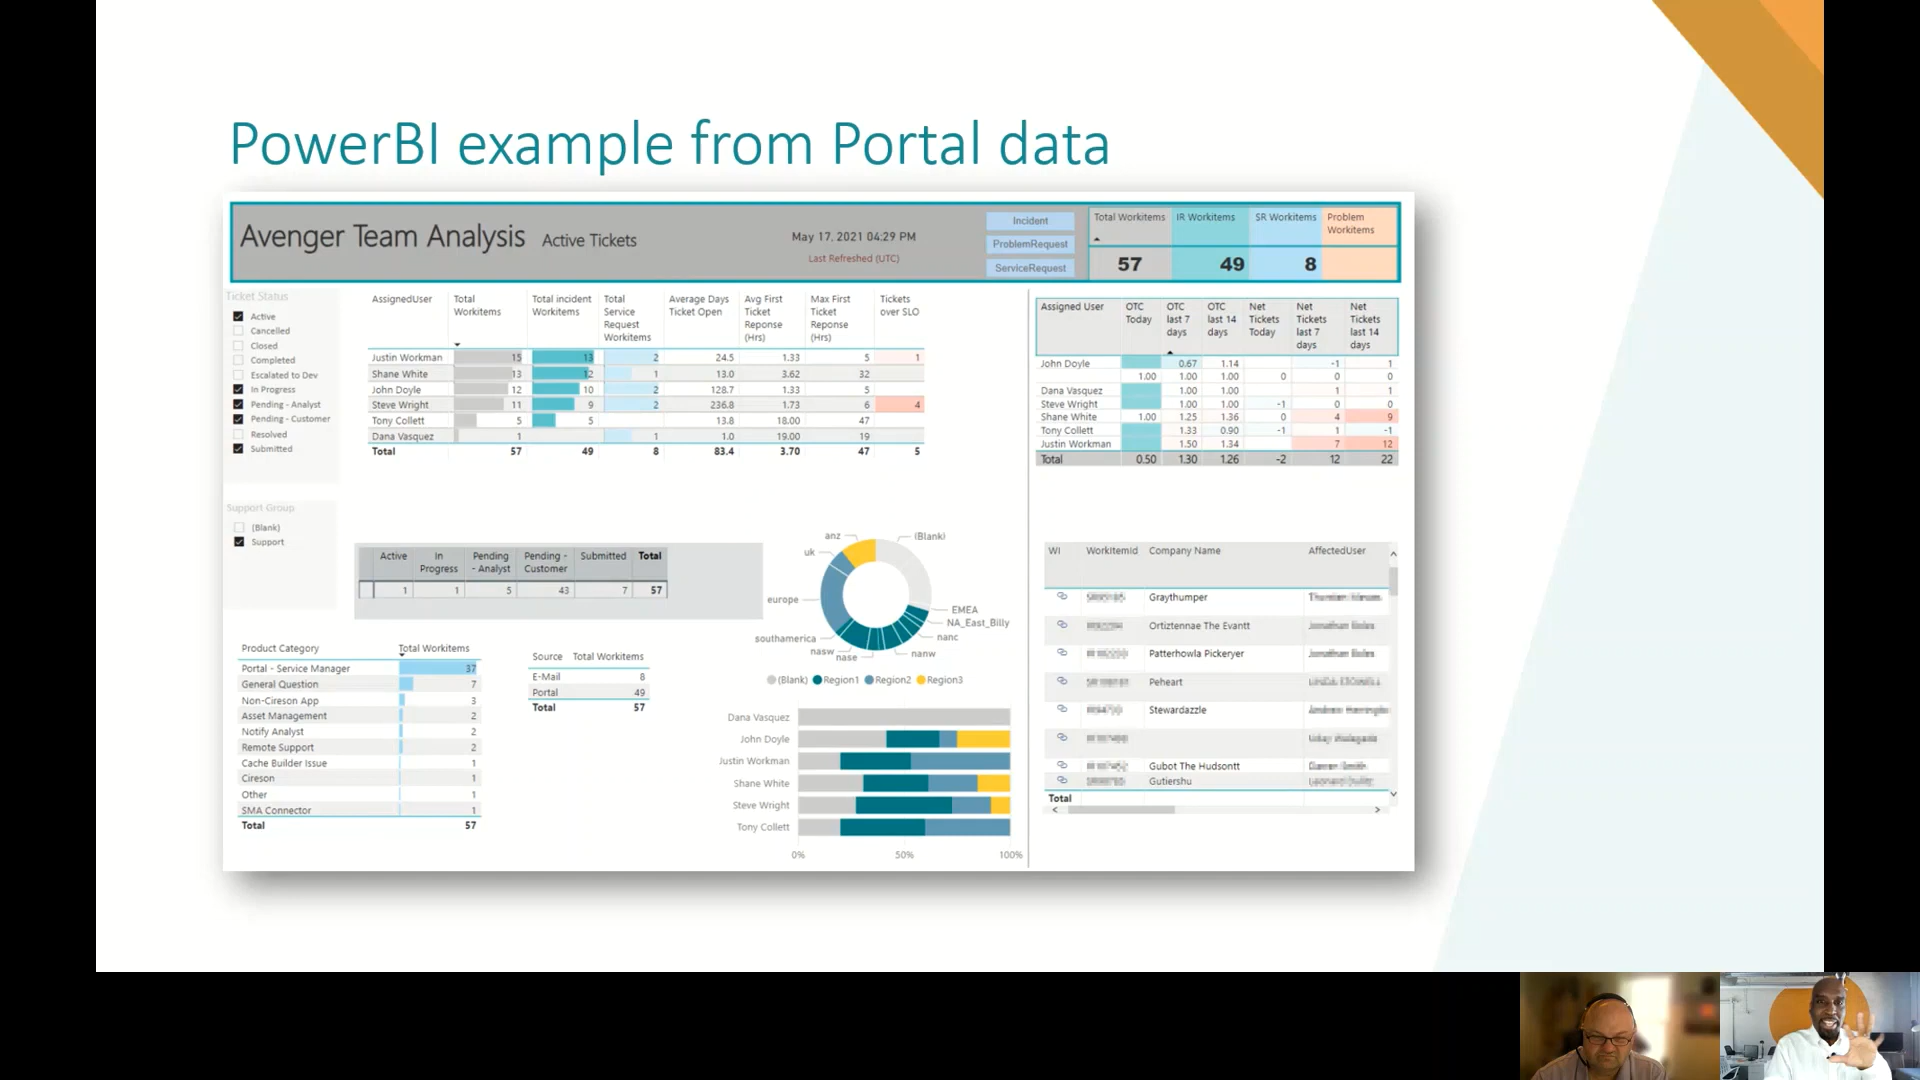 PowerBI example from Portal data
Avenger Team Analysis Active Tickets
May 17, 2021 04:29 PM
Last Refreshed (UTC)
Incident
ProblemRequest
ServiceRequest
Total Workitems IR Workitems SR Workitems Problem Workitems
57 49 8
Ticket Status
Active
Cancelled
Closed
Completed
Escalated to Dev
In Progress
Pending - Analyst
Pending - Customer
Resolved
Submitted
Support Group
(Blank)
Support
AssignedUser Total Workitems Total incident Workitems Total Service Request Workitems Average Days Ticket Open Avg First Ticket Reponse (Hrs) Max First Ticket Reponse (Hrs) Tickets over SLO
Justin Workman 15 13 2 24.5 1.33 5 1
Shane White 13 12 1 13.0 3.62 32
John Doyle 12 10 2 128.7 1.33 5
Steve Wright 11 9 2 236.8 1.73 6 4
Tony Collett 5 5 13.8 18.00 47
Dana Vasquez 1 1 1.0 19.00 19
Total 57 49 8 83.4 3.70 47 5
Assigned User OTC Today OTC last 7 days OTC last 14 days Net Tickets Today Net Tickets last 7 days Net Tickets last 14 days
John Doyle 0.67 1.14 -1 1
1.00 1.00 1.00 0 0 0
Dana Vasquez 1.00 1.00 1 1
Steve Wright 1.00 1.00 -1 0 0
Shane White 1.00 1.25 1.36 0 4 9
Tony Collett 1.33 0.90 -1 1 -1
Justin Workman 1.50 1.34 7 12
Total 0.50 1.30 1.26 -2 12 22
Active In Progress Pending - Analyst Pending - Customer Submitted Total
1 1 5 43 7 57
anz
(Blank)
uk
europe
EMEA
NA_East_Billy
southamerica
nanc
nasw
nase
nanw
(Blank) Region1 Region2 Region3
Product Category Total Workitems
Portal - Service Manager 37
General Question 7
Non-Cireson App 3
Asset Management 2
Notify Analyst 2
Remote Support 2
Cache Builder Issue 1
Cireson 1
Other 1
SMA Connector 1
Total 57
Source Total Workitems
E-Mail 8
Portal 49
Total 57
Dana Vasquez
John Doyle
Justin Workman
Shane White
Steve Wright
Tony Collett
0% 50% 100%
WI WorkItemId Company Name AffectedUser
Graythumper
Ortiztennae The Evantt
Patterhowla Pickeryer
Peheart
Stewardazzle
Gubot The Hudsontt
Gutiershu
Total